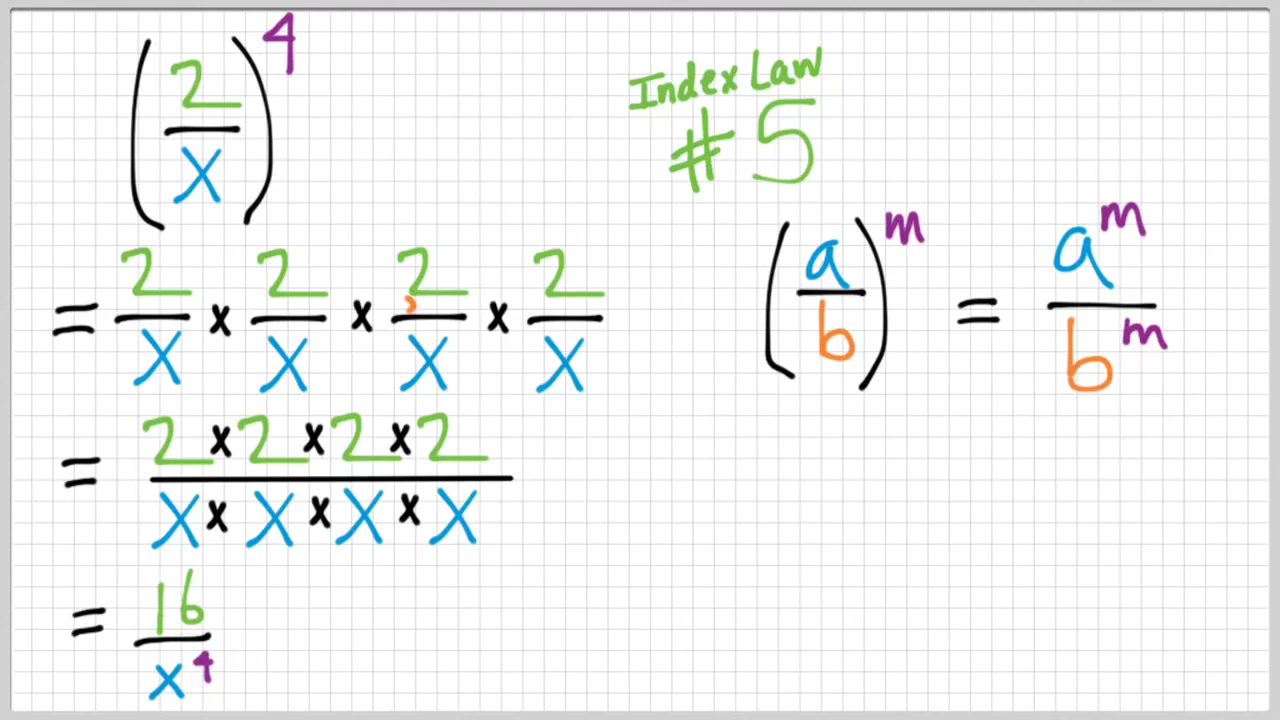 (2/x)^4
= 2/x × 2/x × 2/x × 2/x
= (2 × 2 × 2 × 2)/(x × x × x × x)
= 16/x^4
Index Law
# 5
(a/b)^m = a^m/b^m